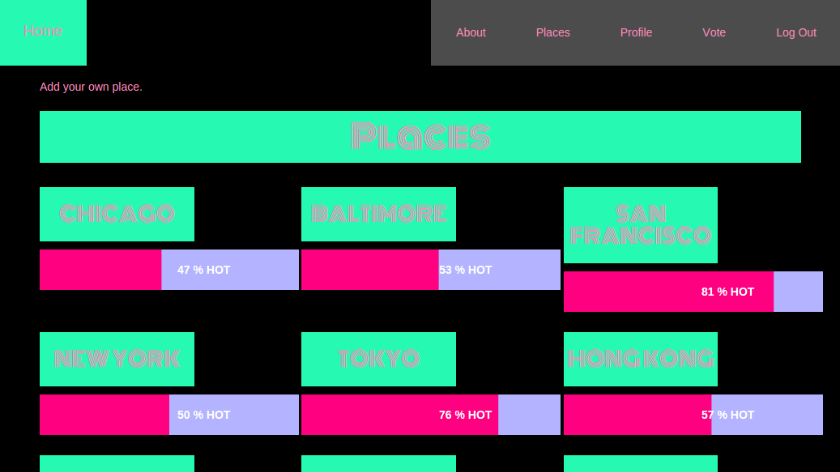 Home
About
Places
Profile
Vote
Log Out
Add your own place.
Places
CHICAGO
BALTIMORE
SAN
FRANCISCO
47 % HOT
53 % HOT
81 % HOT
NEW YORK
TOKYO
HONG KONG
50 % HOT
76 % HOT
57 % HOT